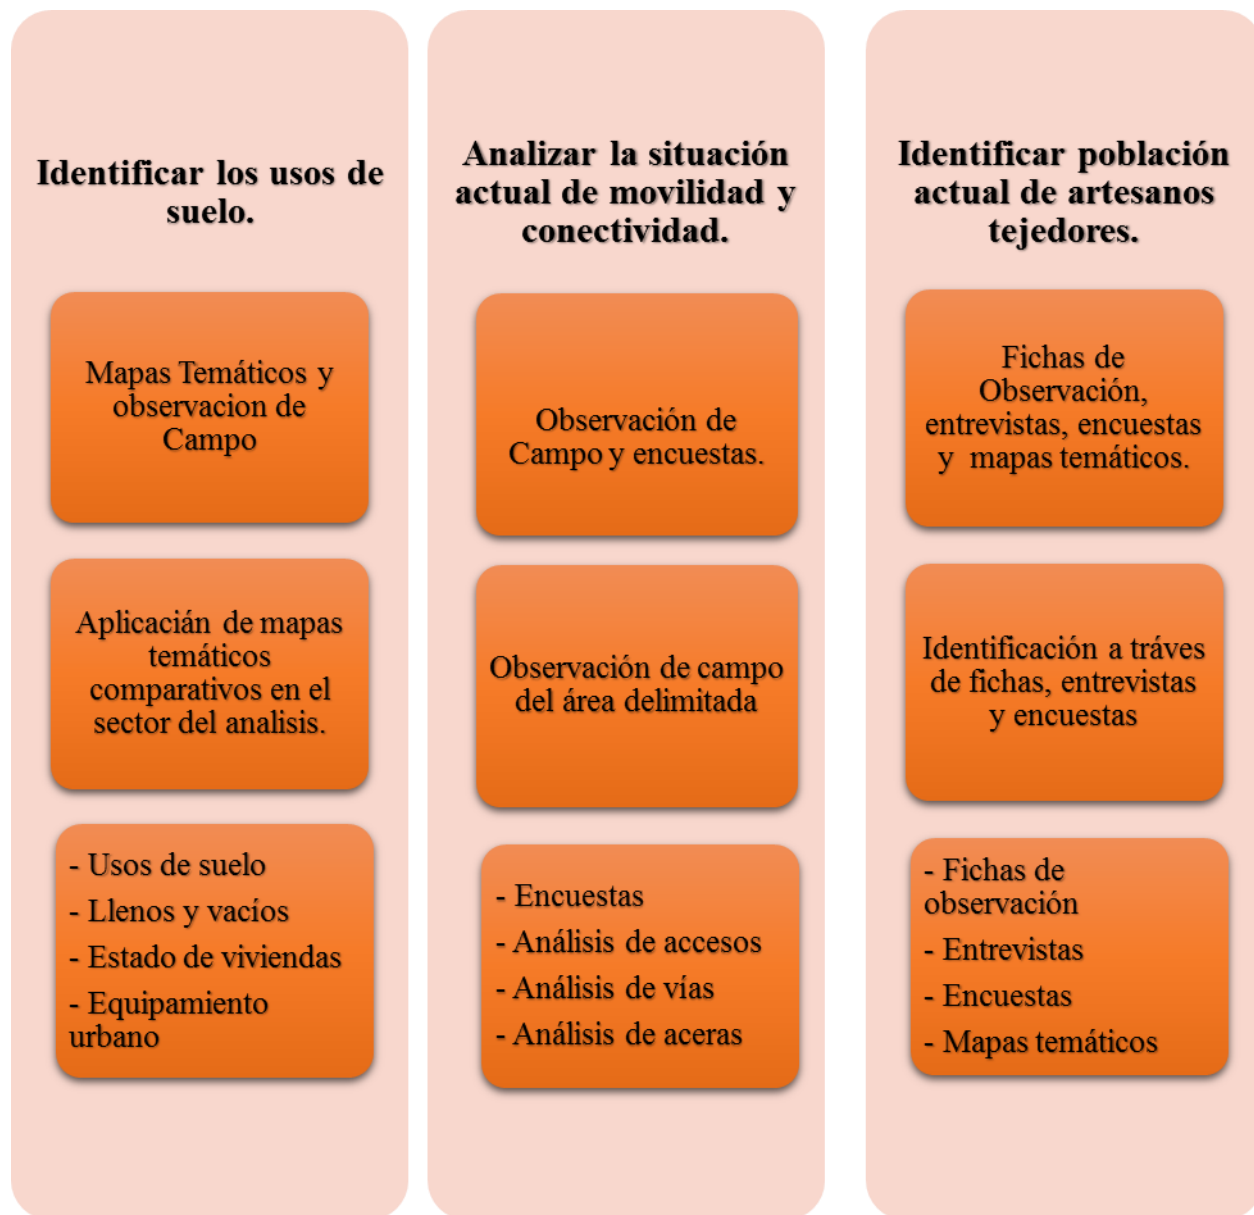 Identificar los usos de
suelo.
Mapas Temáticos y
observacion de
Campo
Aplicacián de mapas
temáticos
comparativos en el
sector del analisis.
- Usos de suelo
- Llenos y vacíos
- Estado de viviendas
- Equipamiento
urbano
Analizar la situación
actual de movilidad y
conectividad.
Observación de
Campo y encuestas.
Observación de campo
del área delimitada
- Encuestas
- Análisis de accesos
- Análisis de vías
- Análisis de aceras
Identificar población
actual de artesanos
tejedores.
Fichas de
Observación,
entrevistas, encuestas
y mapas temáticos.
Identificación a tráves
de fichas, entrevistas
y encuestas
- Fichas de
observación
- Entrevistas
- Encuestas
- Mapas temáticos